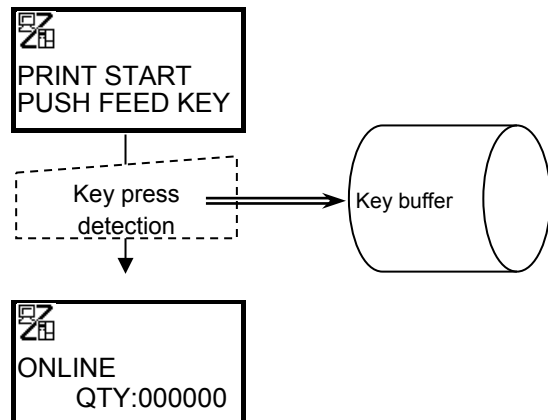 PRINT START
PUSH FEED KEY
Key press
detection
Key buffer
ONLINE
QTY:000000